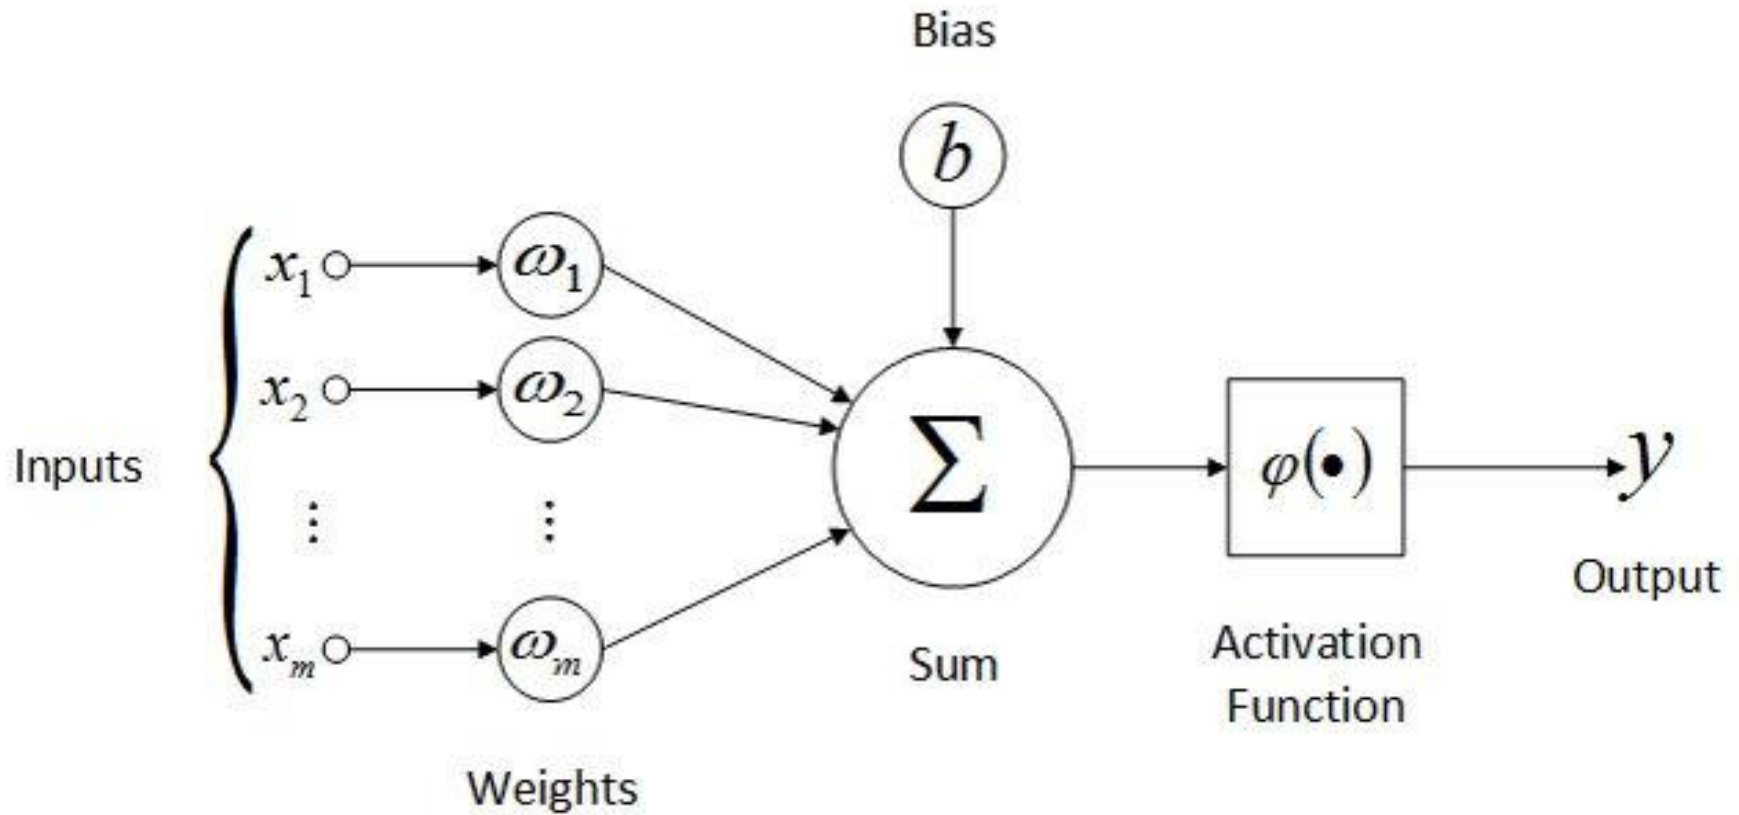 Bias
b
x₁ ω₁
x₂ ω₂
Inputs
Σ
φ(•)
y
⋮ ⋮
Output
xₘ ωₘ
Sum
Activation
Function
Weights